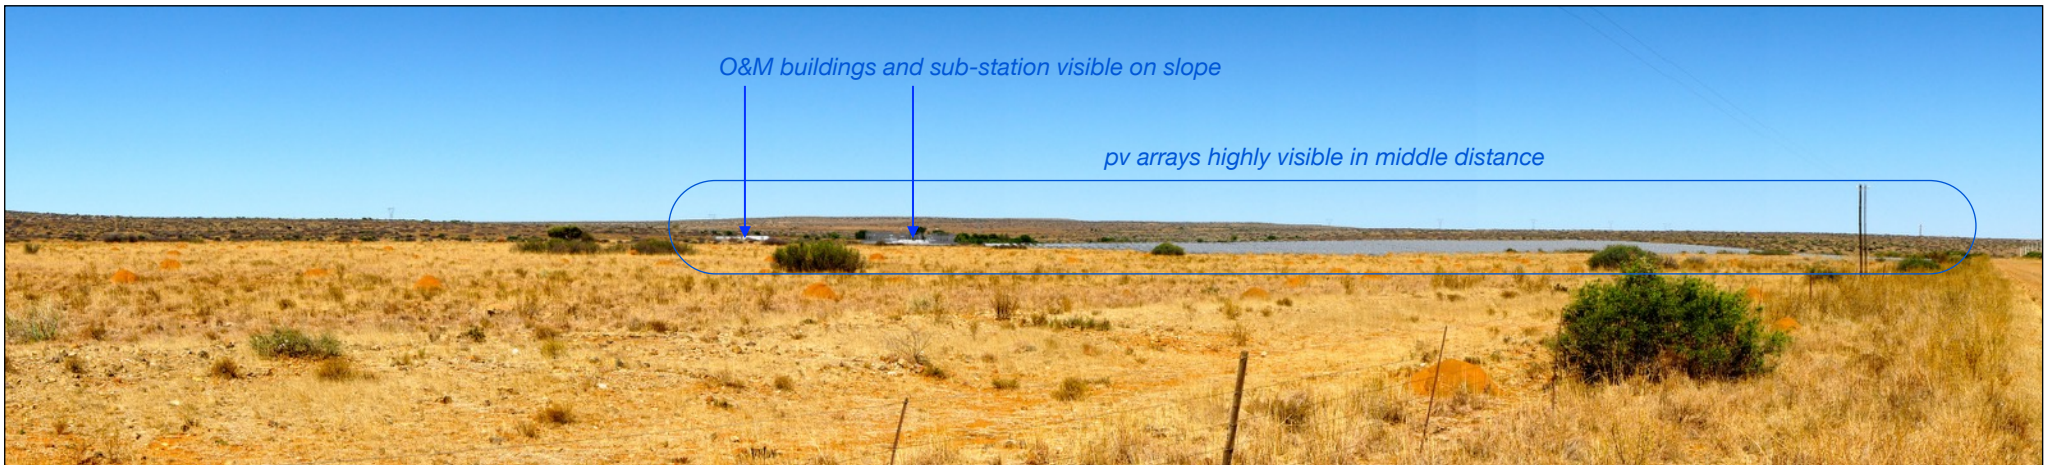 O&M buildings and sub-station visible on slope
pv arrays highly visible in middle distance